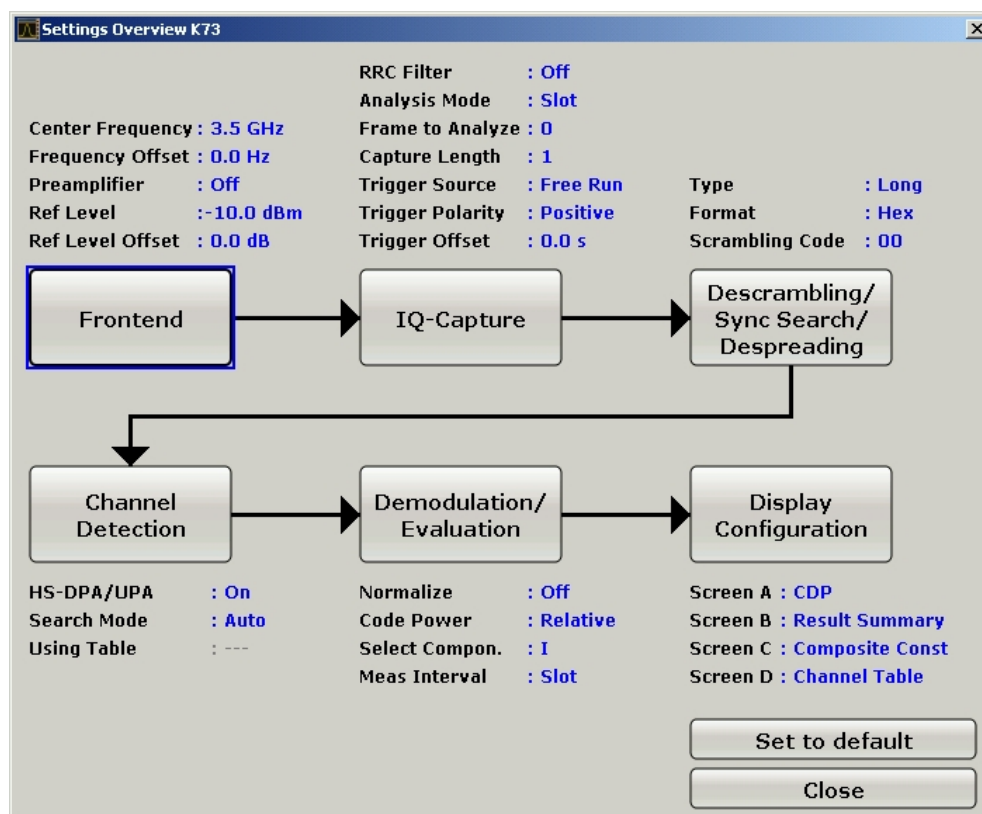 Settings Overview K73
RRC Filter : Off
Analysis Mode : Slot
Center Frequency : 3.5 GHz Frame to Analyze : 0
Frequency Offset : 0.0 Hz Capture Length : 1
Preamplifier : Off Trigger Source : Free Run Type : Long
Ref Level :-10.0 dBm Trigger Polarity : Positive Format : Hex
Ref Level Offset : 0.0 dB Trigger Offset : 0.0 s Scrambling Code : 00
Frontend
IQ-Capture
Descrambling/
Sync Search/
Despreading
Channel
Detection
Demodulation/
Evaluation
Display
Configuration
HS-DPA/UPA : On Normalize : Off Screen A : CDP
Search Mode : Auto Code Power : Relative Screen B : Result Summary
Using Table : --- Select Compon. : I Screen C : Composite Const
Meas Interval : Slot Screen D : Channel Table
Set to default
Close